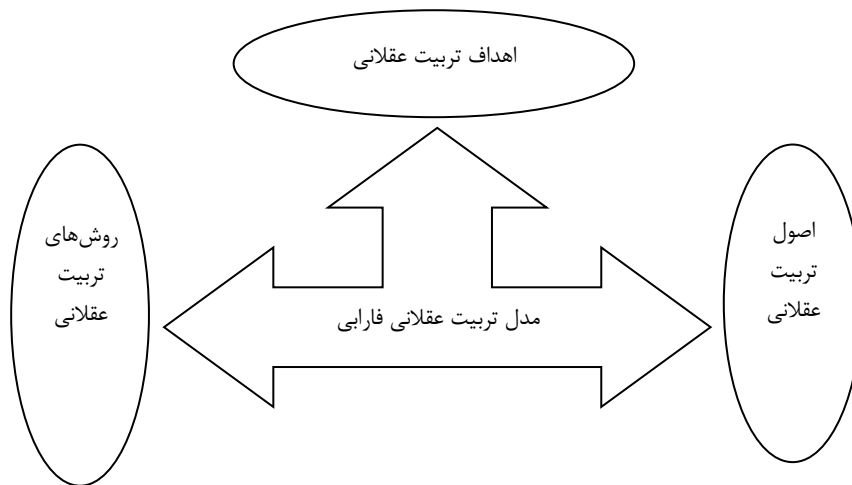 اهداف تربیت عقلانی
اصول
تربیت
عقلانی
مدل تربیت عقلانی فارابی
روش‌های
تربیت
عقلانی